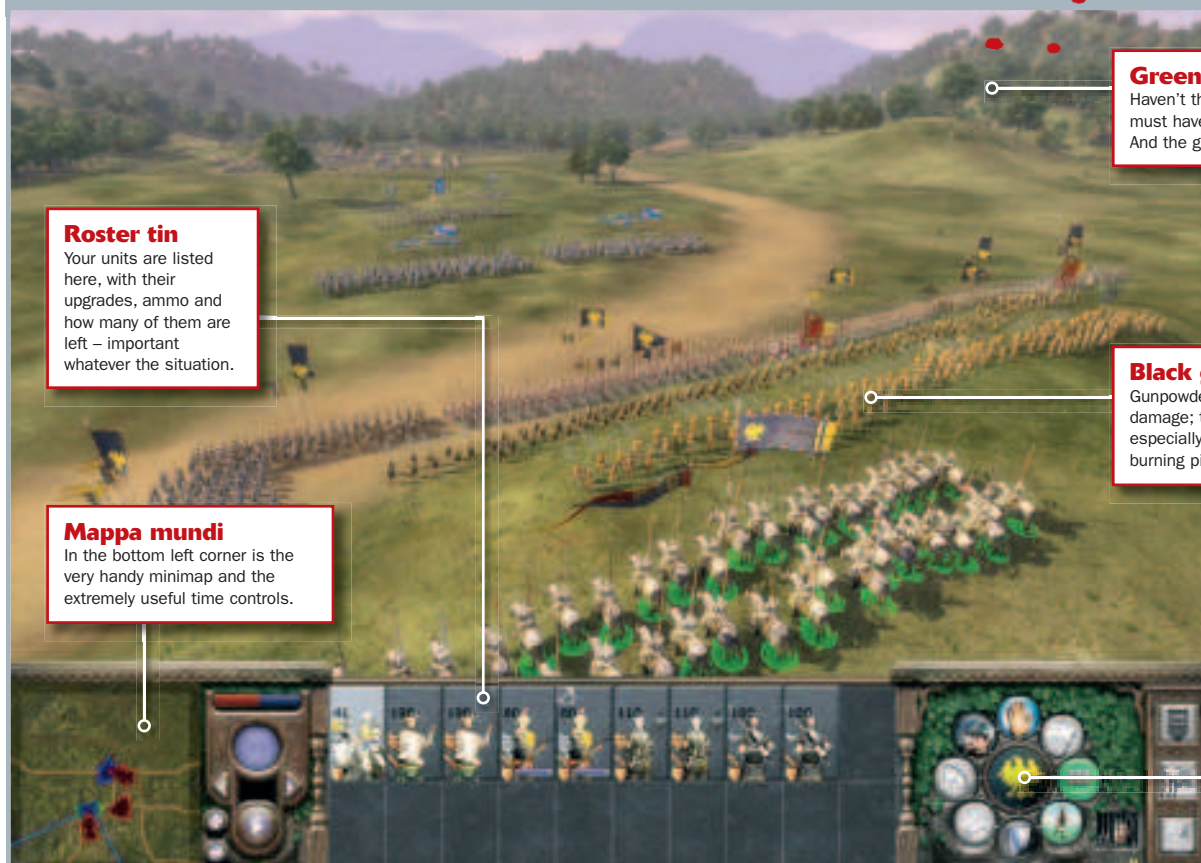 Green
Haven't th
must have
And the g
Roster tin
Your units are listed
here, with their
upgrades, ammo and
how many of them are
left – important
whatever the situation.
Black
Gunpowde
damage; t
especially
burning pi
Mappa mundi
In the bottom left corner is the
very handy minimap and the
extremely useful time controls.